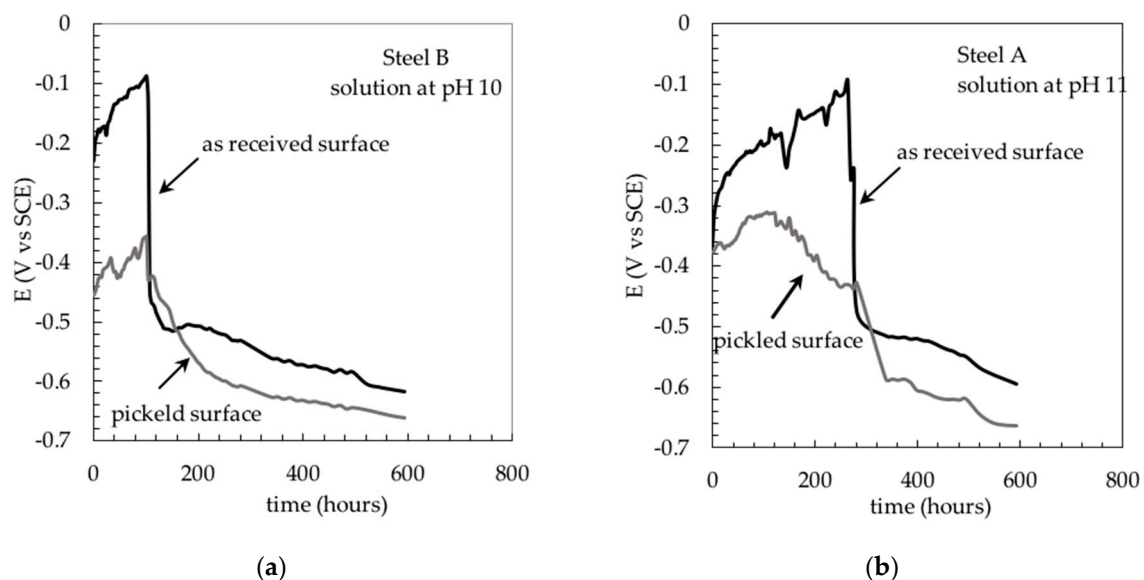 0
-0.1
-0.2
-0.3
-0.4
-0.5
-0.6
-0.7
E (V vs SCE)
Steel B
solution at pH 10
as received surface
pickeld surface
0 200 400 600 800
time (hours)
(a)
0
-0.1
-0.2
-0.3
-0.4
-0.5
-0.6
-0.7
E (V vs SCE)
Steel A
solution at pH 11
as received surface
pickled surface
0 200 400 600 800
time (hours)
(b)